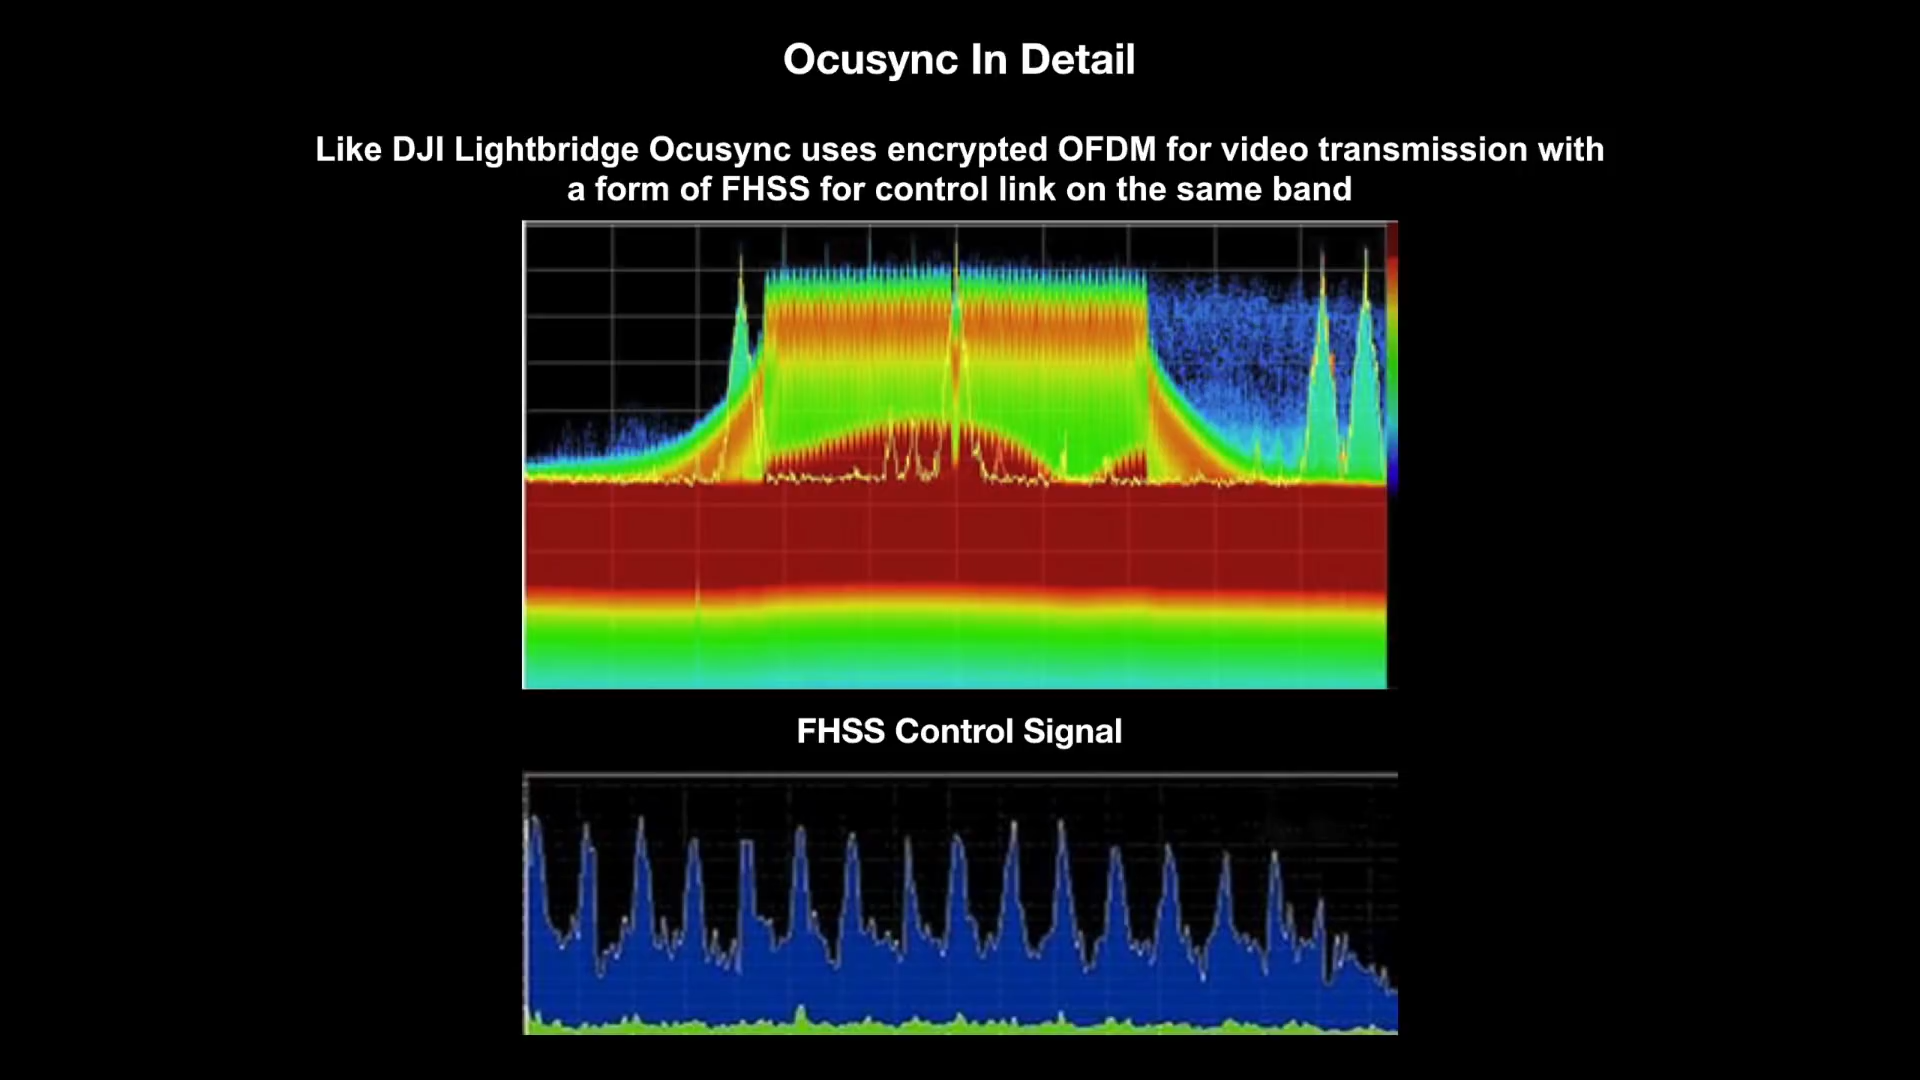 Ocusync In Detail
Like DJI Lightbridge Ocusync uses encrypted OFDM for video transmission with
a form of FHSS for control link on the same band
FHSS Control Signal